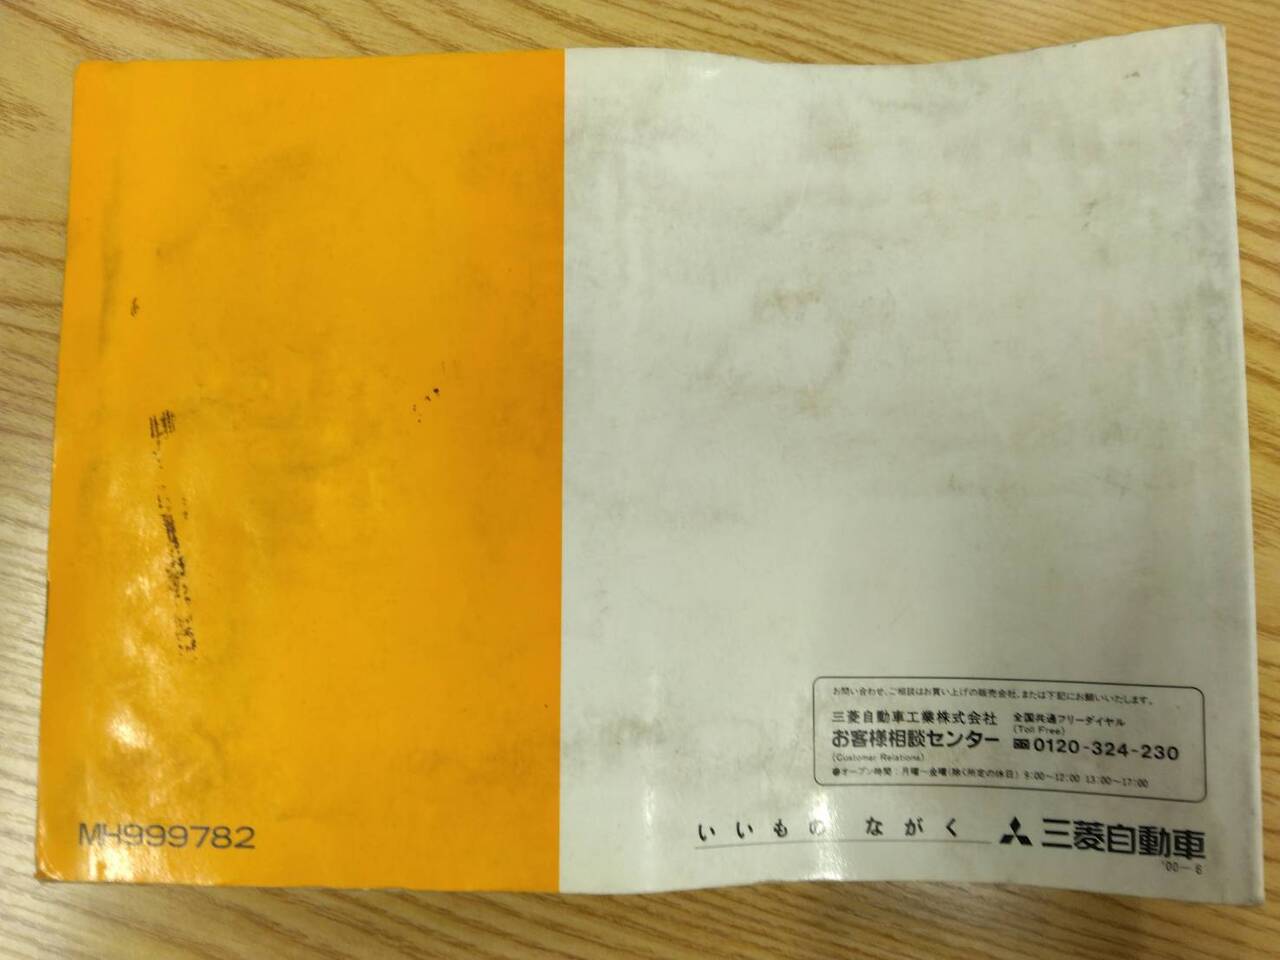 お問い合わせ、ご相談はお買い上げの販売会社、または下記にお願いいたします。
三菱自動車工業株式会社
お客様相談センター
(Customer Relations)
全国共通フリーダイヤル
(Toll Free)
0120-324-230
●オープン時間：月曜～金曜(除く所定の休日) 9:00～12:00 13:00～17:00
MH999782
いいものながく
三菱自動車
'00－6